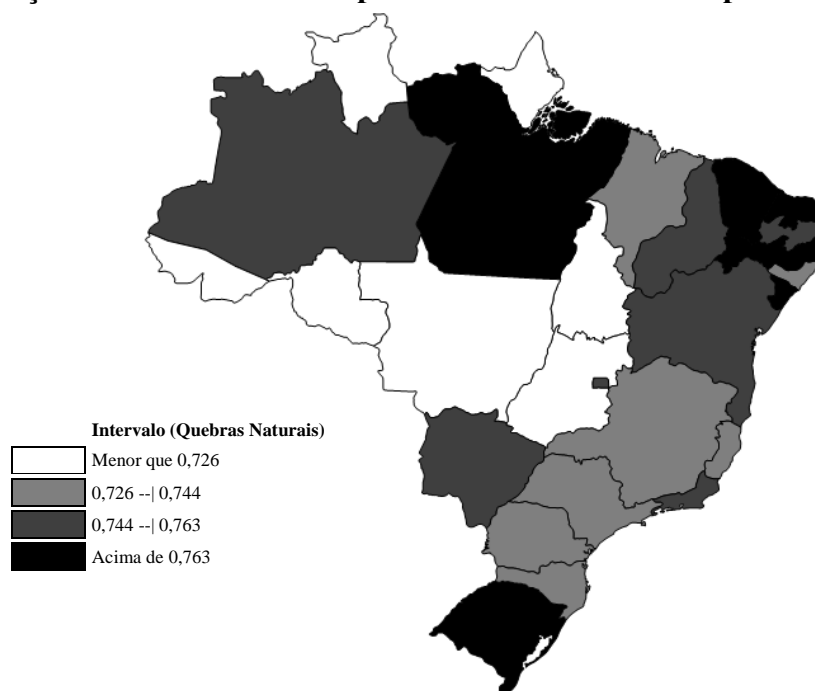 Intervalo (Quebras Naturais)
Menor que 0,726
0,726 --| 0,744
0,744 --| 0,763
Acima de 0,763